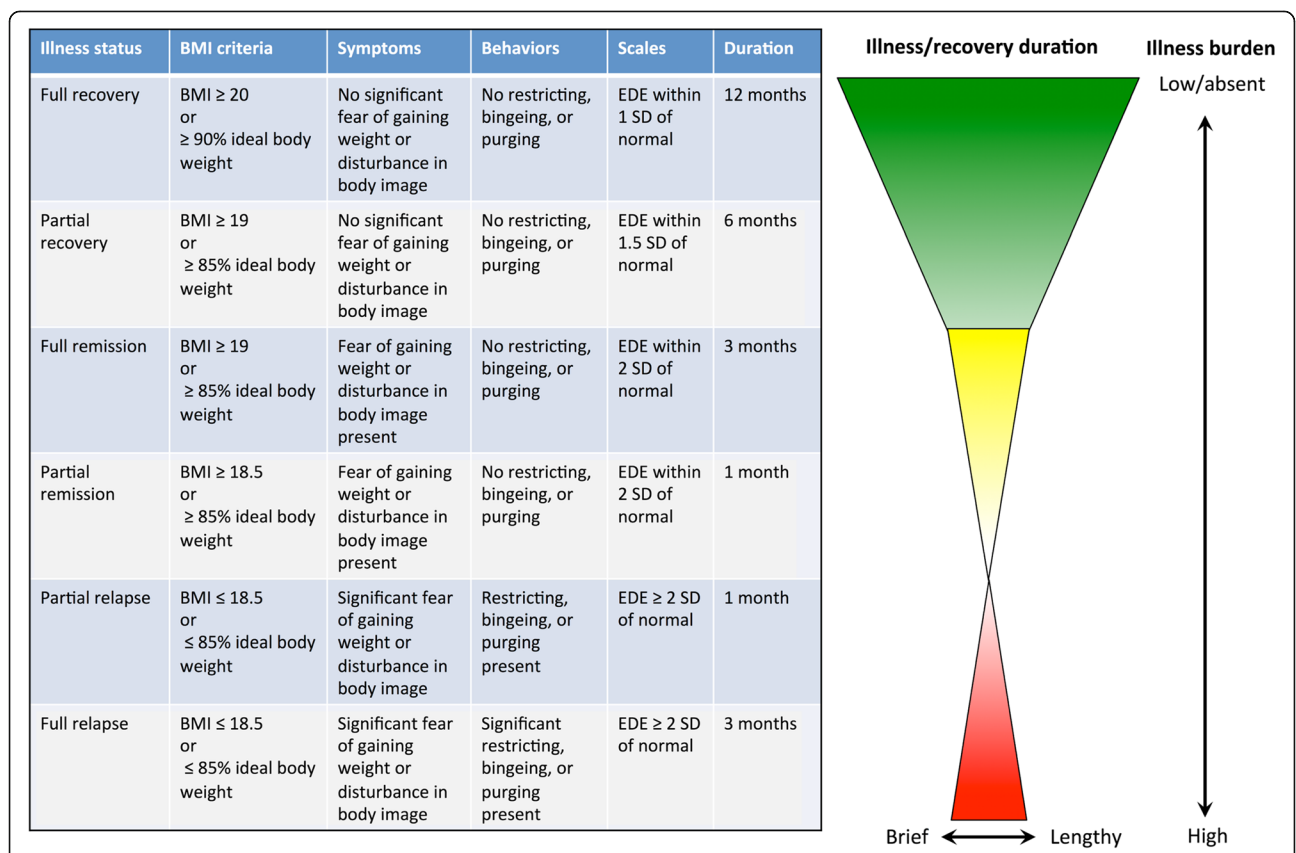 Illness status
BMI criteria
Symptoms
Behaviors
Scales
Duration
Full recovery
BMI ≥ 20
or
≥ 90% ideal body
weight
No significant
fear of gaining
weight or
disturbance in
body image
No restricting,
bingeing, or
purging
EDE within
1 SD of
normal
12 months
Partial
recovery
BMI ≥ 19
or
≥ 85% ideal body
weight
No significant
fear of gaining
weight or
disturbance in
body image
No restricting,
bingeing, or
purging
EDE within
1.5 SD of
normal
6 months
Full remission
BMI ≥ 19
or
≥ 85% ideal body
weight
Fear of gaining
weight or
disturbance in
body image
present
No restricting,
bingeing, or
purging
EDE within
2 SD of
normal
3 months
Partial
remission
BMI ≥ 18.5
or
≥ 85% ideal body
weight
Fear of gaining
weight or
disturbance in
body image
present
No restricting,
bingeing, or
purging
EDE within
2 SD of
normal
1 month
Partial relapse
BMI ≤ 18.5
or
≤ 85% ideal body
weight
Significant fear
of gaining
weight or
disturbance in
body image
Restricting,
bingeing, or
purging
present
EDE ≥ 2 SD
of normal
1 month
Full relapse
BMI ≤ 18.5
or
≤ 85% ideal body
weight
Significant fear
of gaining
weight or
disturbance in
body image
Significant
restricting,
bingeing, or
purging
present
EDE ≥ 2 SD
of normal
3 months
Illness/recovery duration
Illness burden
Low/absent
Brief
Lengthy
High